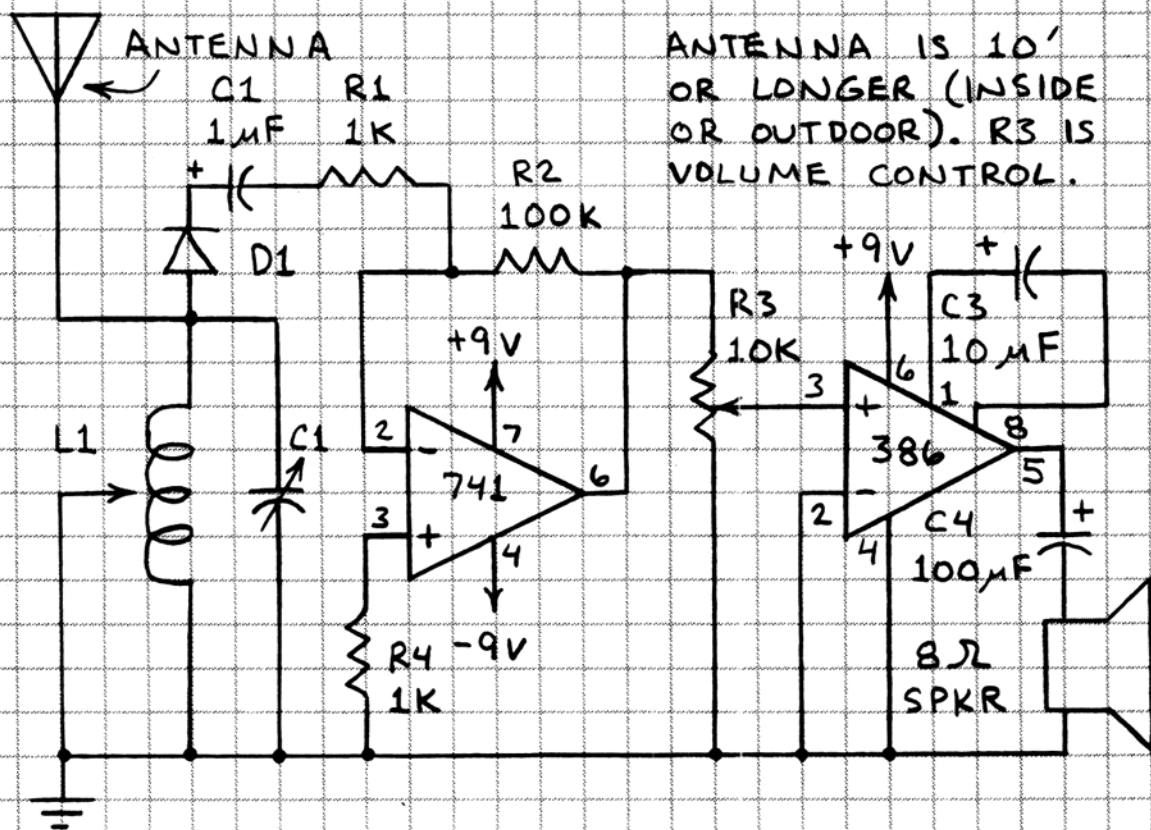 ANTENNA
C1
1µF
R1
1K
ANTENNA IS 10'
OR LONGER (INSIDE
OR OUTDOOR). R3 IS
VOLUME CONTROL.
+
D1
R2
100K
+9V
+
C3
10µF
R3
10K
+9V
L1
C1
2
-
7
741
6
3
+
4
-9V
R4
1K
3
+
6
1
386
8
5
2
-
4
C4
100µF
+
8Ω
SPKR